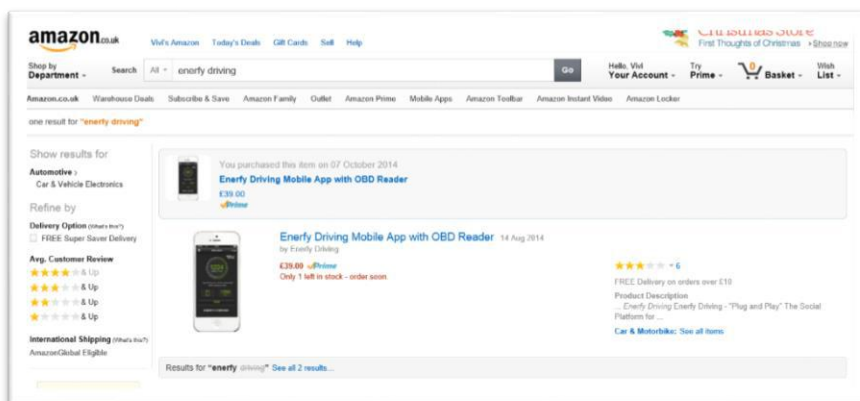 amazon.co.uk
Vivi's Amazon Today's Deals Gift Cards Sell Help
Christmas Store
First Thoughts of Christmas › Shop now
Shop by
Department
Search All enerfy driving Go
Hello, Vivi
Your Account
Try
Prime
0
Basket
Wish
List
Amazon.co.uk Warehouse Deals Subscribe & Save Amazon Family Outlet Amazon Prime Mobile Apps Amazon Toolbar Amazon Instant Video Amazon Locker
one result for "enerfy driving"
Show results for
Automotive ›
Car & Vehicle Electronics
Refine by
Delivery Option (What's this?)
FREE Super Saver Delivery
Avg. Customer Review
& Up
& Up
& Up
& Up
International Shipping (What's this?)
AmazonGlobal Eligible
You purchased this item on 07 October 2014
Enerfy Driving Mobile App with OBD Reader
£39.00
Prime
Enerfy Driving Mobile App with OBD Reader 14 Aug 2014
by Enerfy Driving
£39.00 Prime
Only 1 left in stock - order soon.
6
FREE Delivery on orders over £10
Product Description
... Enerfy Driving Enerfy Driving - "Plug and Play" The Social
Platform for ...
Car & Motorbike: See all items
Results for "enerfy driving" See all 2 results...